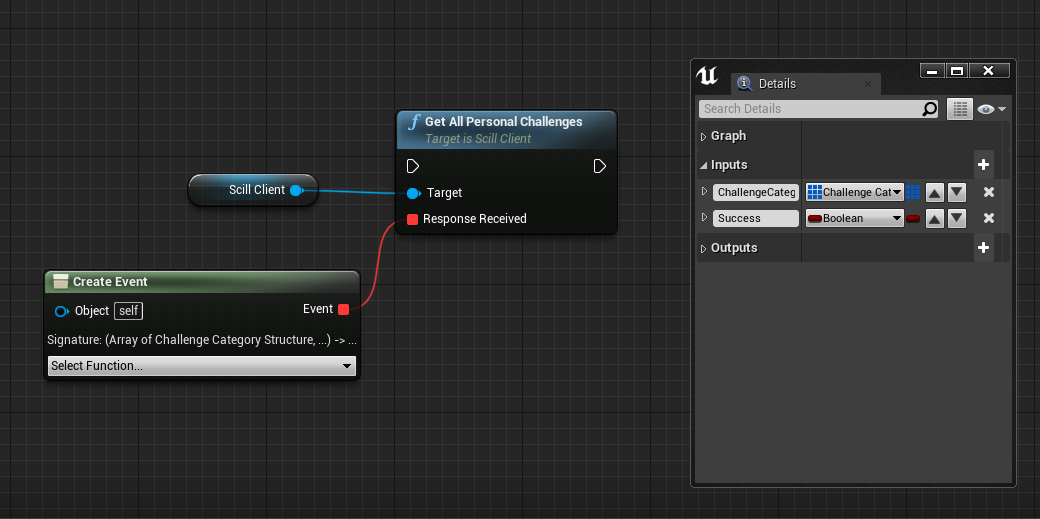 Get All Personal Challenges
Target is Scill Client
Scill Client
Target
Response Received
Create Event
Object self
Event
Signature: (Array of Challenge Category Structure, ...) -> ...
Select Function...
Details
Search Details
Graph
Inputs
ChallengeCateg
Challenge Cat
Success
Boolean
Outputs